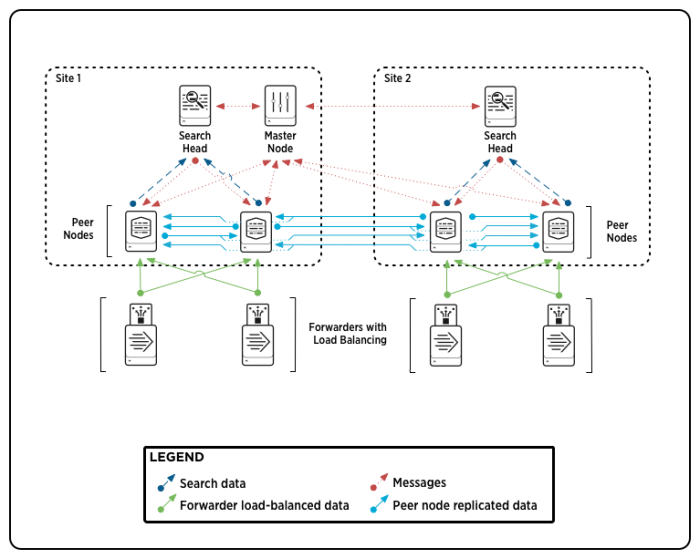 Site 1
Site 2
Search
Head
Master
Node
Search
Head
Peer
Nodes
Peer
Nodes
Forwarders with
Load Balancing
LEGEND
Search data
Messages
Forwarder load-balanced data
Peer node replicated data